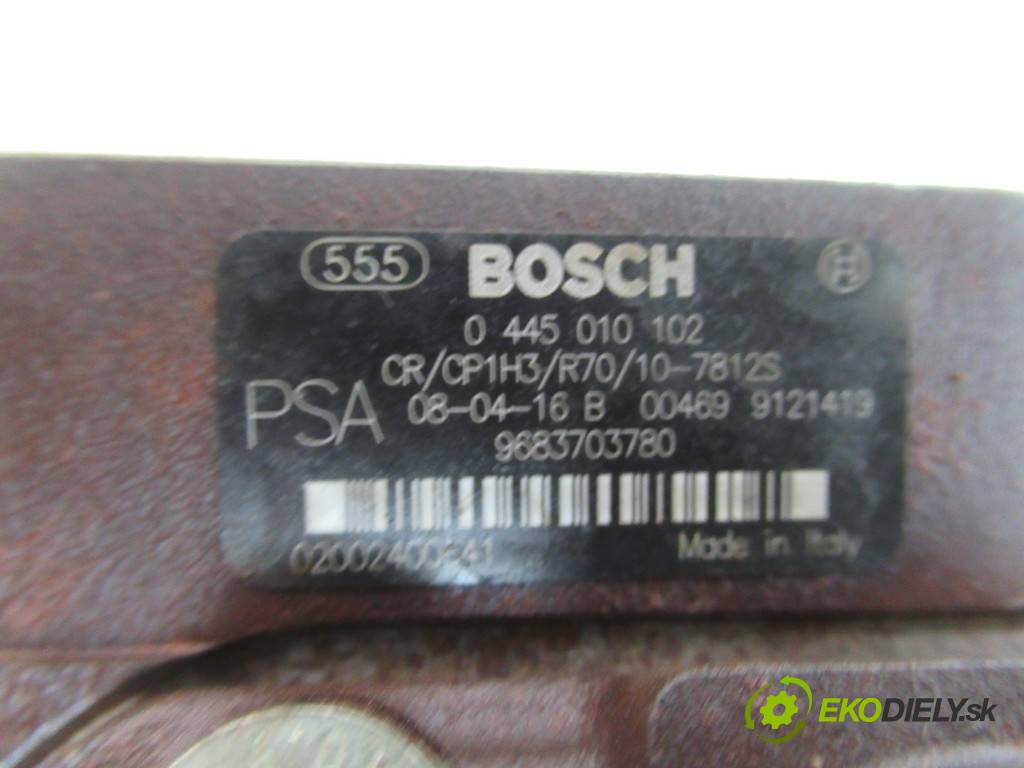 555 BOSCH
0 445 010 102
CR/CP1H3/R70/10-7812S
PSA 08-04-16 B 00469 9121419
9683703780
Made in Italy
EKODIELY.sk